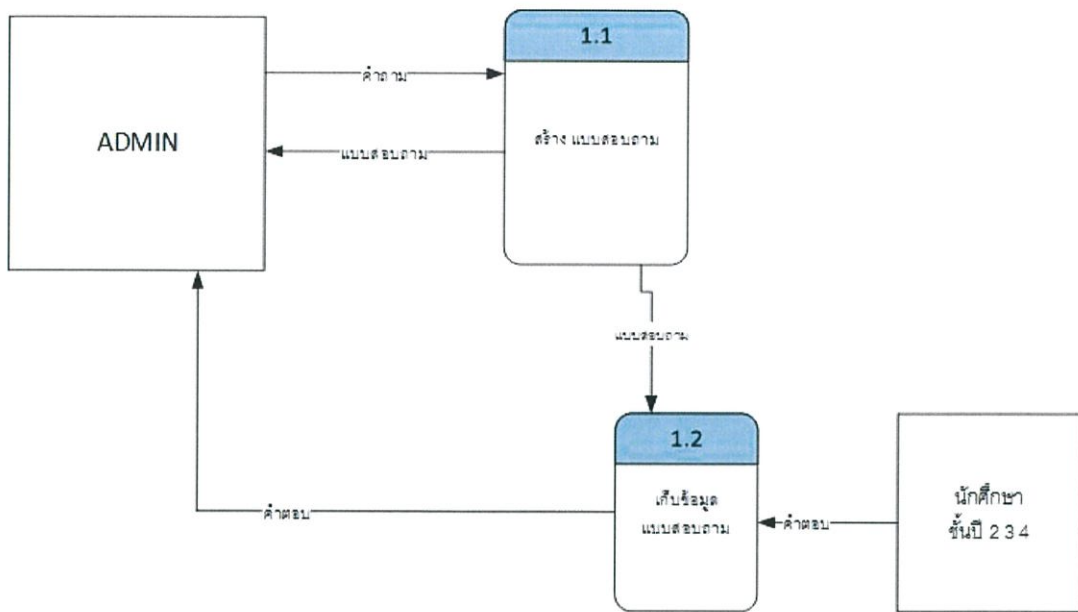 1.1
คำถาม
ADMIN
สร้าง แบบสอบถาม
แบบสอบถาม
แบบสอบถาม
1.2
เก็บข้อมูล
แบบสอบถาม
คำตอบ
คำตอบ
นักศึกษา
ชั้นปี 2 3 4